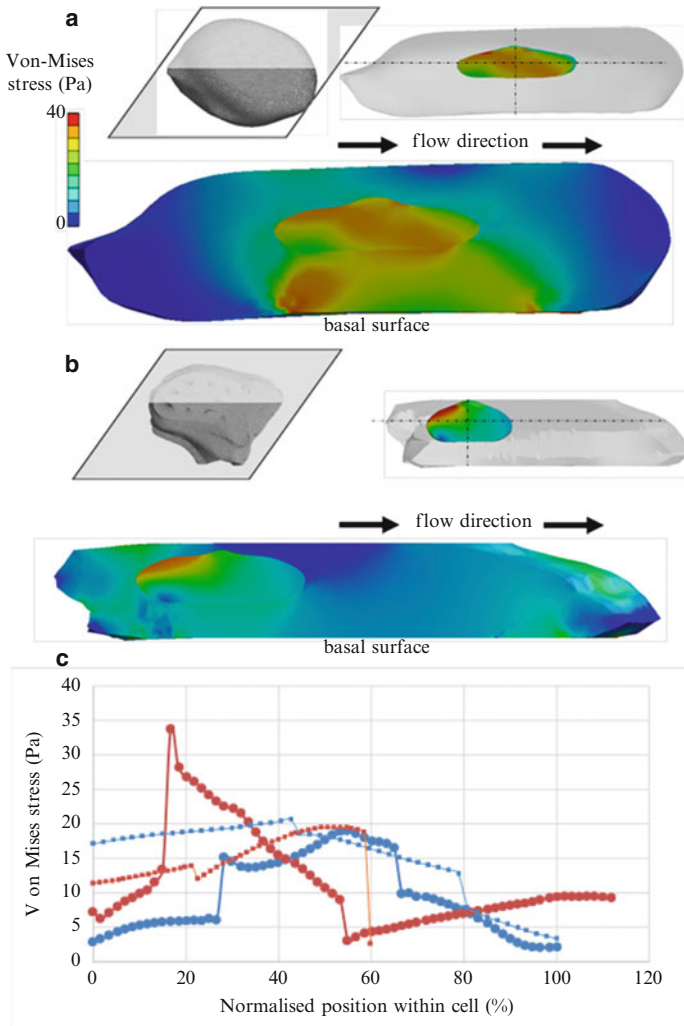 a
Von-Mises
stress (Pa)
40
0
flow direction
basal surface
b
flow direction
basal surface
c
V on Mises stress (Pa)
40
35
30
25
20
15
10
5
0
0 20 40 60 80 100 120
Normalised position within cell (%)